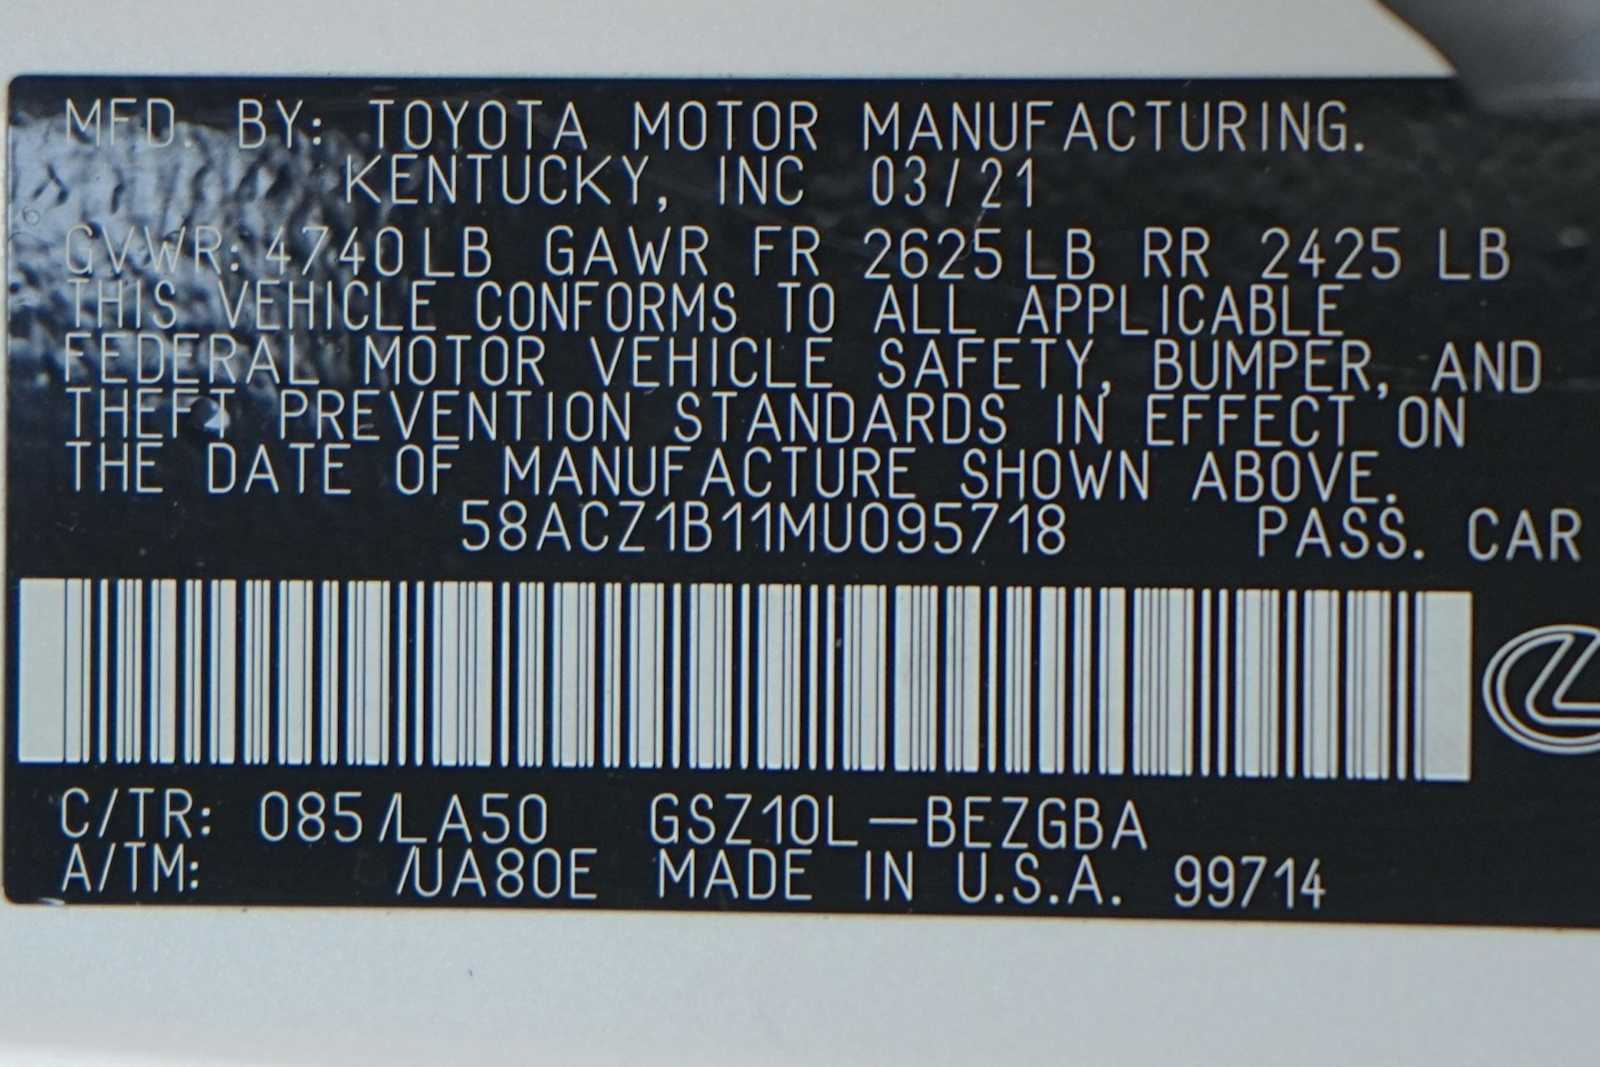 MFD. BY: TOYOTA MOTOR MANUFACTURING.
KENTUCKY, INC 03/21
GVWR: 4740LB GAWR FR 2625LB RR 2425 LB
THIS VEHICLE CONFORMS TO ALL APPLICABLE
FEDERAL MOTOR VEHICLE SAFETY, BUMPER, AND
THEFT PREVENTION STANDARDS IN EFFECT ON
THE DATE OF MANUFACTURE SHOWN ABOVE.
58ACZ1B11MU095718 PASS. CAR
C/TR: 085/LA50 GSZ10L-BEZGBA
A/TM: /UA80E MADE IN U.S.A. 99714